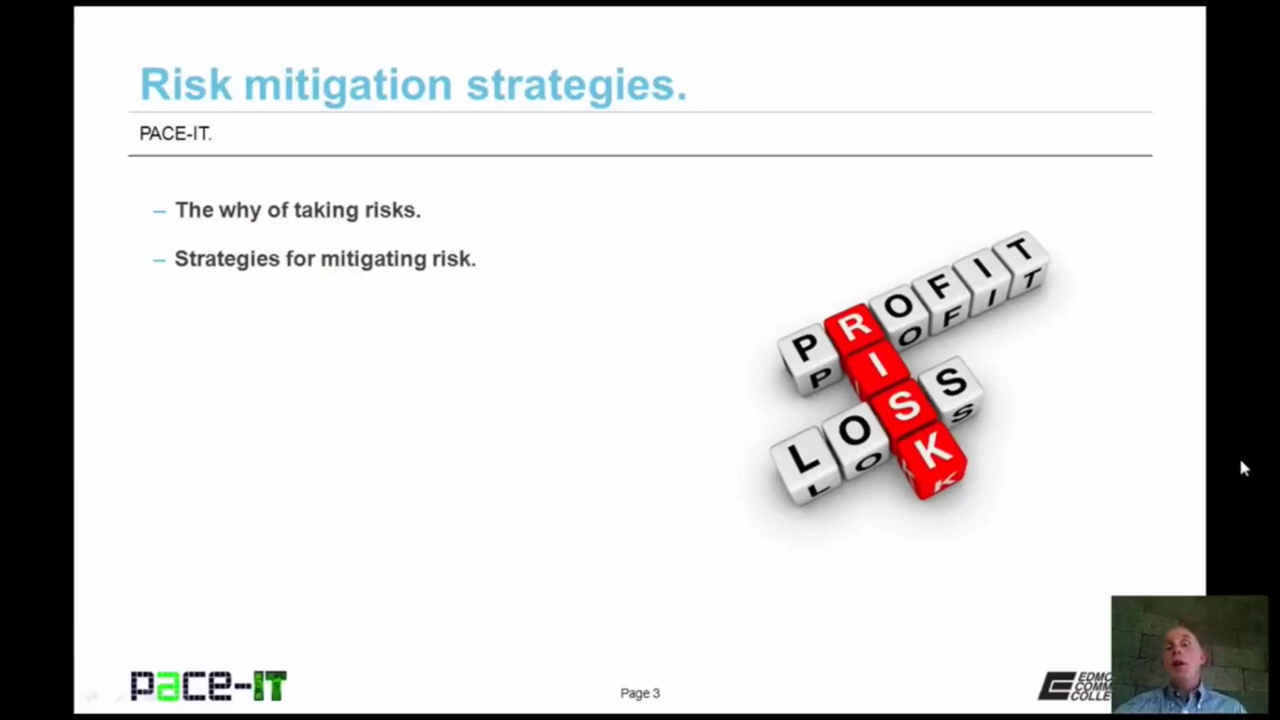 Risk mitigation strategies.
PACE-IT.
– The why of taking risks.
– Strategies for mitigating risk.
PROFIT
RISK
LOSS
pace-IT
Page 3
COLLE